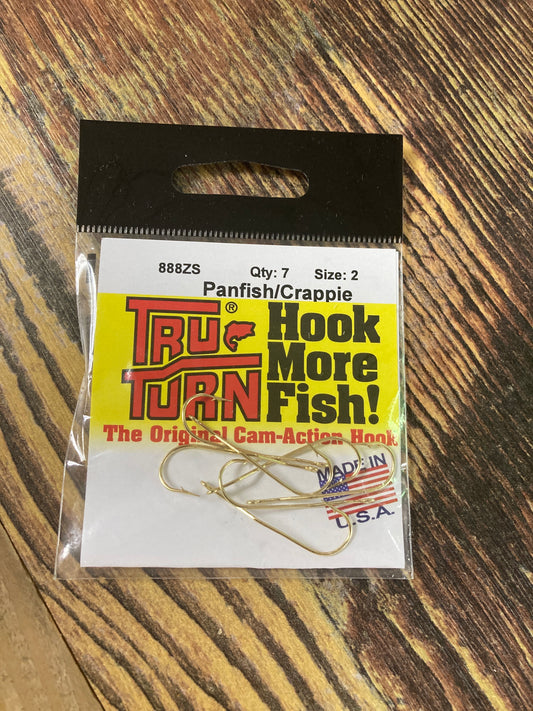 888ZS Qty: 7 Size: 2
Panfish/Crappie
TRU ® TURN
Hook
More
Fish!
The Original Cam-Action Hook
MADE IN
U.S.A.